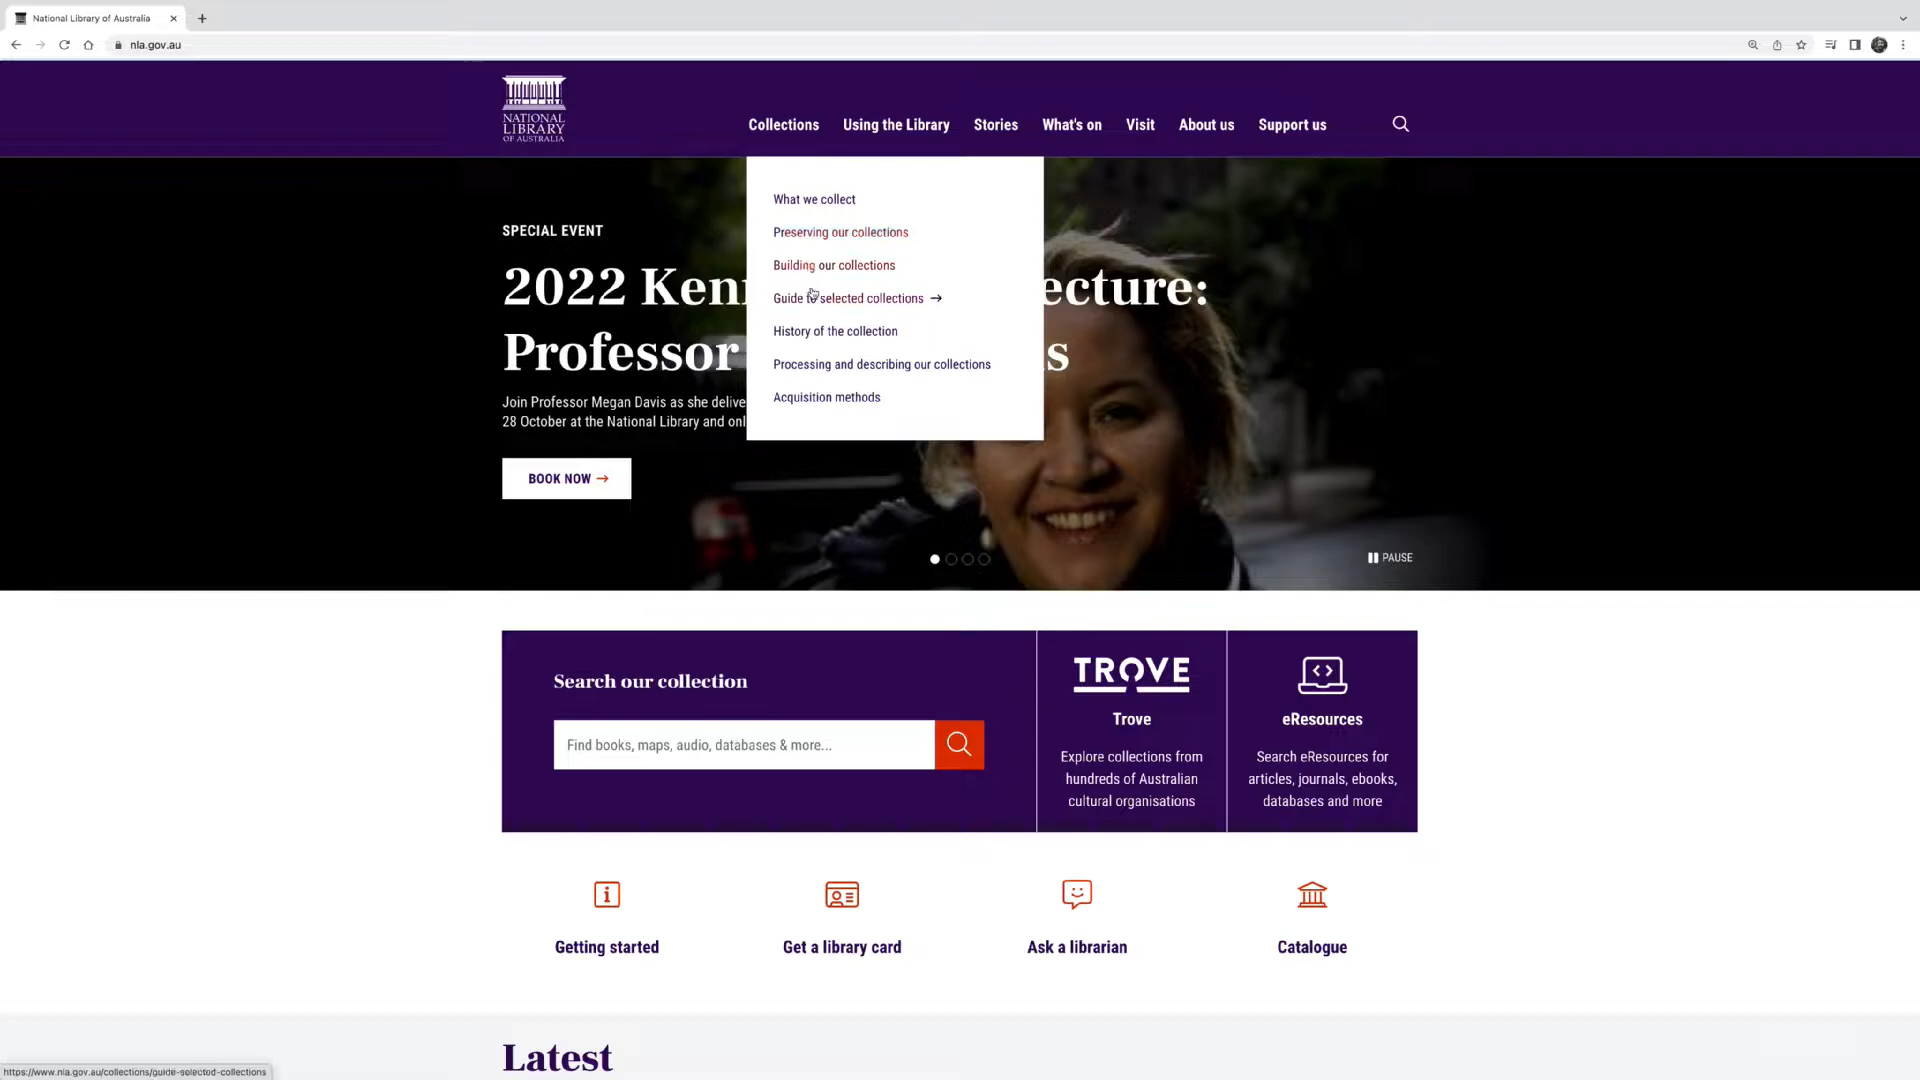 National Library of Australia
nla.gov.au
NATIONAL
LIBRARY
OF AUSTRALIA
Collections
Using the Library
Stories
What's on
Visit
About us
Support us
What we collect
Preserving our collections
Building our collections
Guide to selected collections →
History of the collection
Processing and describing our collections
Acquisition methods
SPECIAL EVENT
2022 Ken ecture:
Professor s
Join Professor Megan Davis as she delive
28 October at the National Library and onl
BOOK NOW →
PAUSE
Search our collection
Find books, maps, audio, databases & more...
TROVE
Trove
Explore collections from
hundreds of Australian
cultural organisations
eResources
Search eResources for
articles, journals, ebooks,
databases and more
Getting started
Get a library card
Ask a librarian
Catalogue
Latest
https://www.nla.gov.au/collections/guide-selected-collections